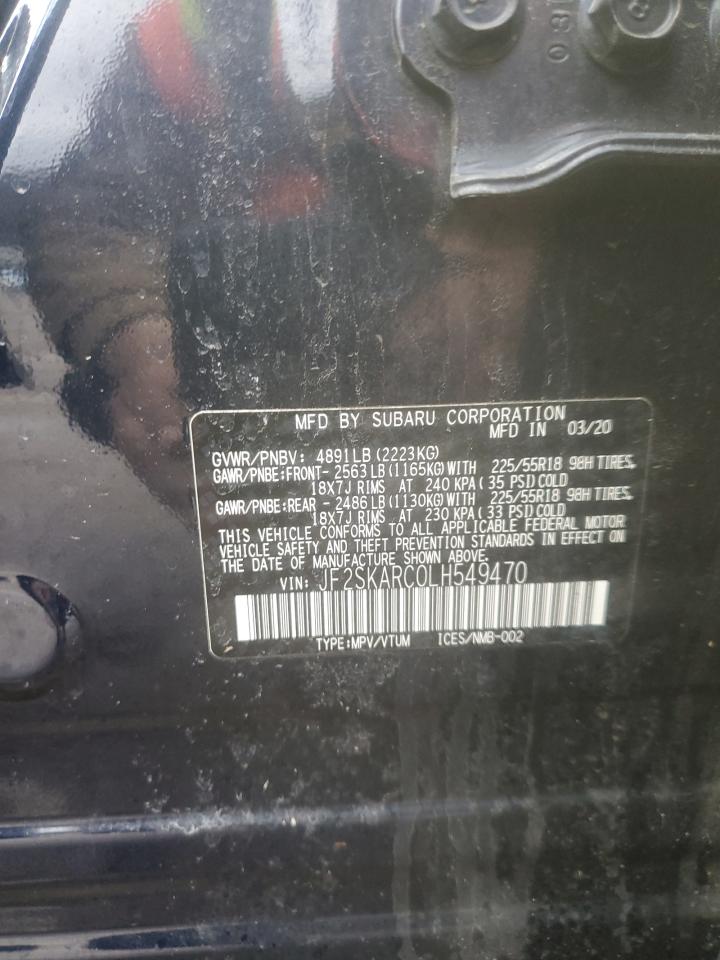 MFD BY SUBARU CORPORATION
MFD IN 03/20
GVWR/PNBV: 4891LB (2223KG)
GAWR/PNBE:FRONT- 2563 LB (1165KG) WITH 225/55R18 98H TIRES,
18X7J RIMS AT 240 KPA ( 35 PSI) COLD
GAWR/PNBE:REAR - 2486 LB (1130KG) WITH 225/55R18 98H TIRES,
18X7J RIMS AT 230 KPA ( 33 PSI) COLD
THIS VEHICLE CONFORMS TO ALL APPLICABLE FEDERAL MOTOR
VEHICLE SAFETY AND THEFT PREVENTION STANDARDS IN EFFECT ON
THE DATE OF MANUFACTURE SHOWN ABOVE.
VIN: JF2SKARC0LH549470
TYPE:MPV/VTUM ICES/NMB-002